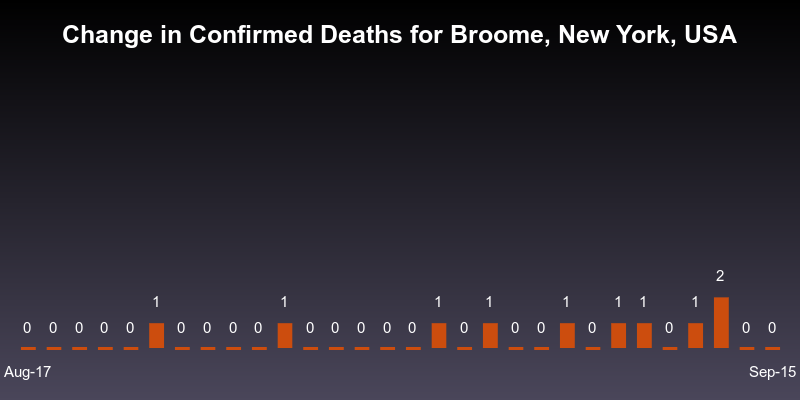 Change in Confirmed Deaths for Broome, New York, USA
2
1 1 1 1 1 1 1 1
0 0 0 0 0 0 0 0 0 0 0 0 0 0 0 0 0 0 0 0 0
Aug-17 Sep-15